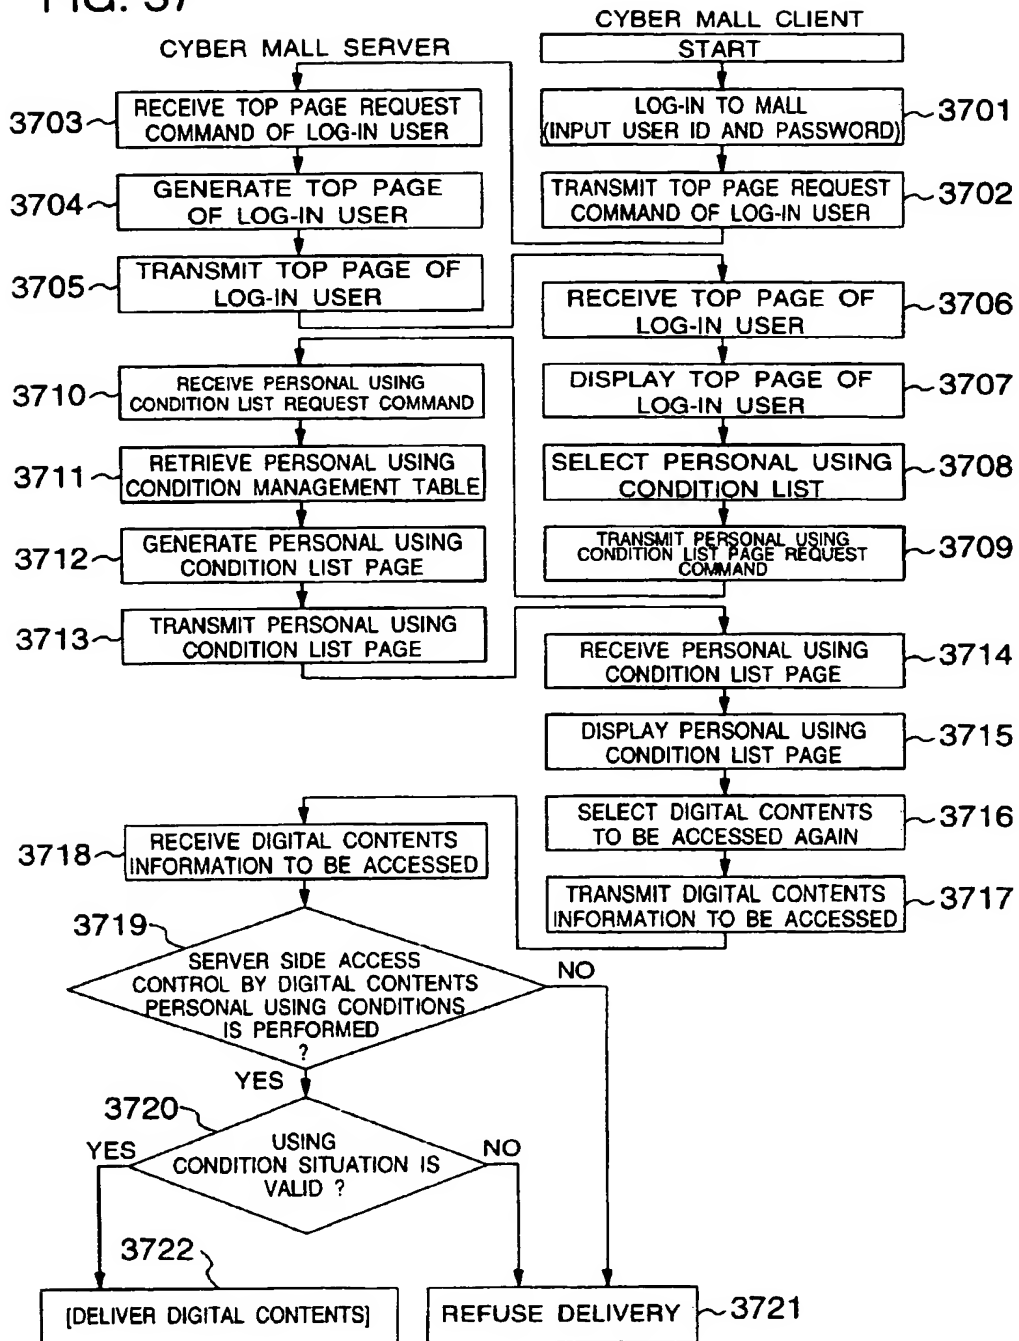 FIG. 37
CYBER MALL CLIENT
CYBER MALL SERVER
START
3703
RECEIVE TOP PAGE REQUEST
COMMAND OF LOG-IN USER
LOG-IN TO MALL
(INPUT USER ID AND PASSWORD)
3701
3704
GENERATE TOP PAGE
OF LOG-IN USER
TRANSMIT TOP PAGE REQUEST
COMMAND OF LOG-IN USER
3702
3705
TRANSMIT TOP PAGE OF
LOG-IN USER
RECEIVE TOP PAGE OF
LOG-IN USER
3706
3710
RECEIVE PERSONAL USING
CONDITION LIST REQUEST COMMAND
DISPLAY TOP PAGE OF
LOG-IN USER
3707
3711
RETRIEVE PERSONAL USING
CONDITION MANAGEMENT TABLE
SELECT PERSONAL USING
CONDITION LIST
3708
3712
GENERATE PERSONAL USING
CONDITION LIST PAGE
TRANSMIT PERSONAL USING
CONDITION LIST PAGE REQUEST
COMMAND
3709
3713
TRANSMIT PERSONAL USING
CONDITION LIST PAGE
RECEIVE PERSONAL USING
CONDITION LIST PAGE
3714
DISPLAY PERSONAL USING
CONDITION LIST PAGE
3715
SELECT DIGITAL CONTENTS
TO BE ACCESSED AGAIN
3716
3718
RECEIVE DIGITAL CONTENTS
INFORMATION TO BE ACCESSED
TRANSMIT DIGITAL CONTENTS
INFORMATION TO BE ACCESSED
3717
3719
SERVER SIDE ACCESS
CONTROL BY DIGITAL CONTENTS
PERSONAL USING CONDITIONS
IS PERFORMED
?
NO
YES
3720
USING
CONDITION SITUATION IS
VALID ?
YES
NO
3722
[DELIVER DIGITAL CONTENTS]
REFUSE DELIVERY
3721